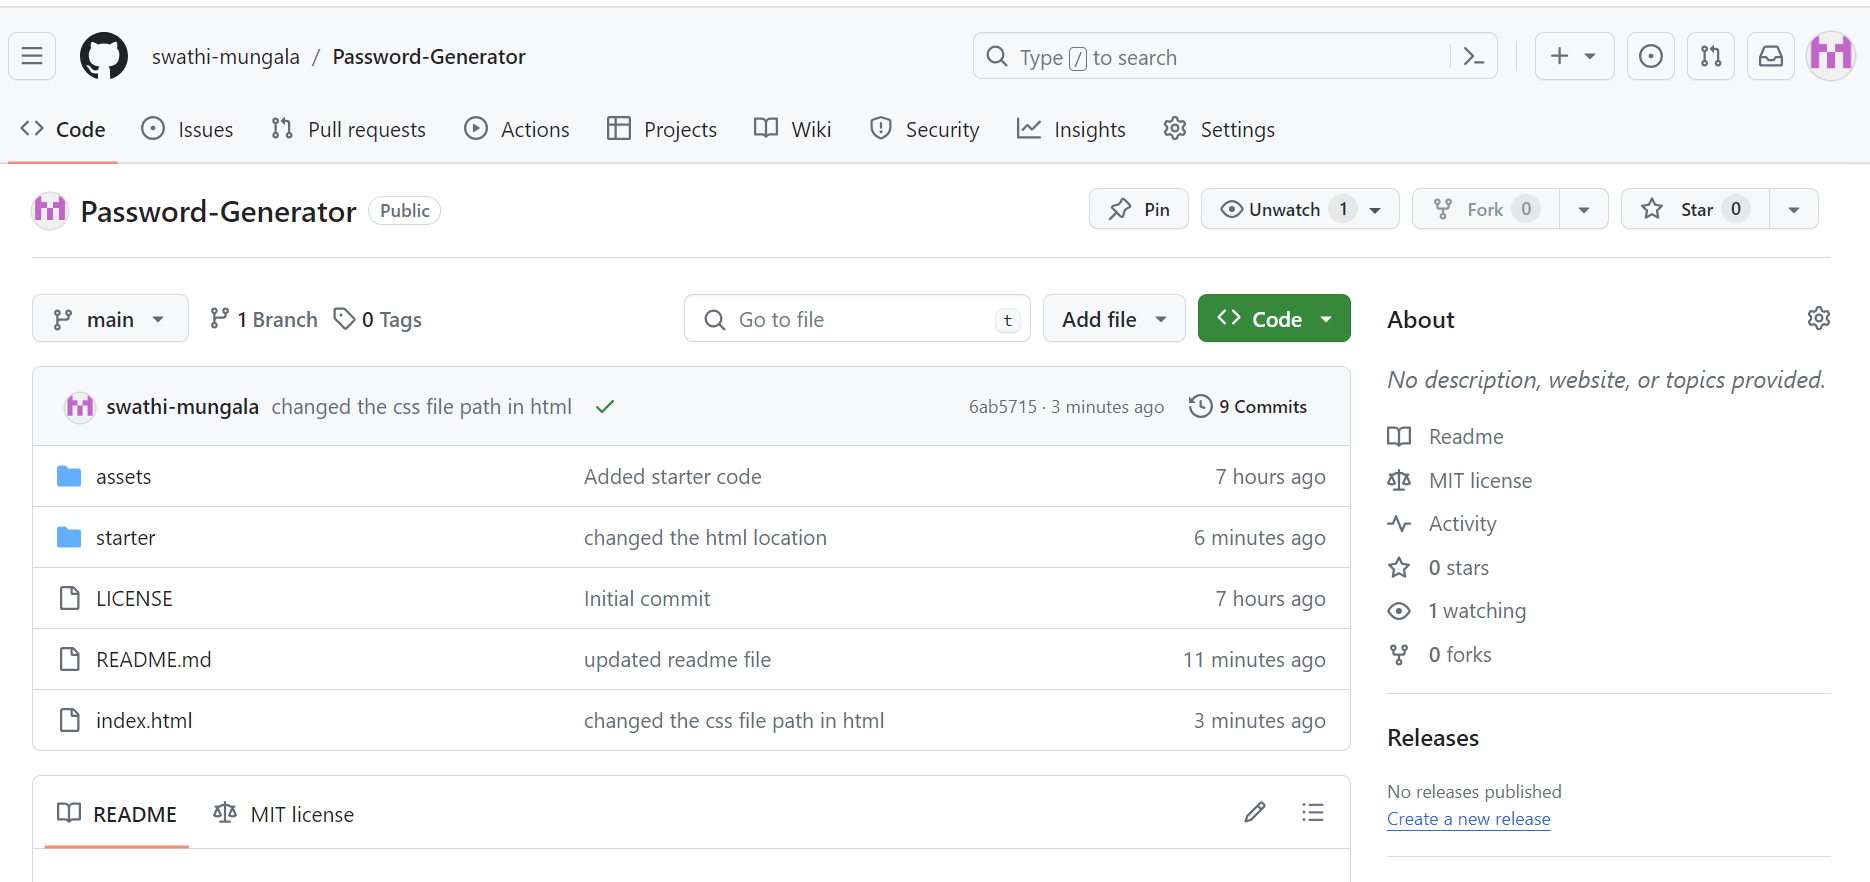 swathi-mungala / Password-Generator
Type / to search
Code Issues Pull requests Actions Projects Wiki Security Insights Settings
Password-Generator Public
Pin Unwatch 1 Fork 0 Star 0
main 1 Branch 0 Tags Go to file t Add file Code
swathi-mungala changed the css file path in html 6ab5715 · 3 minutes ago 9 Commits
assets Added starter code 7 hours ago
starter changed the html location 6 minutes ago
LICENSE Initial commit 7 hours ago
README.md updated readme file 11 minutes ago
index.html changed the css file path in html 3 minutes ago
README MIT license
About
No description, website, or topics provided.
Readme
MIT license
Activity
0 stars
1 watching
0 forks
Releases
No releases published
Create a new release